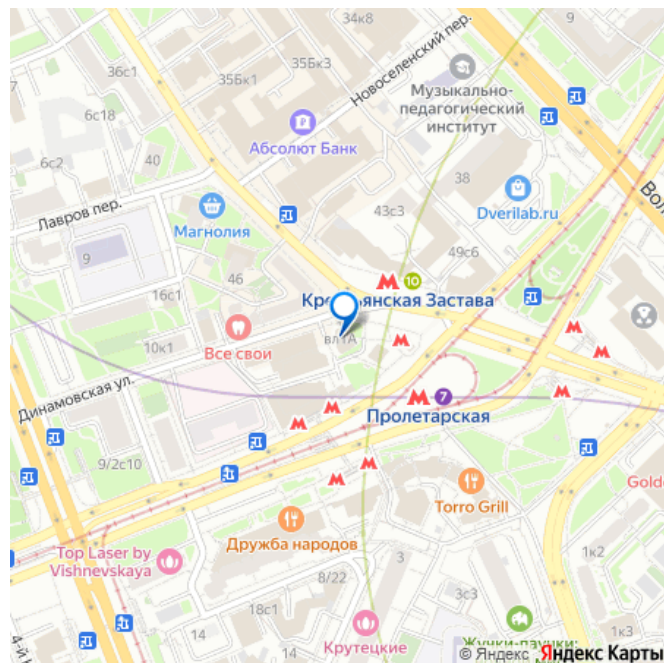 34к8
9
36с1
35Бк1
35Бк3
Новоселенский пер.
6с18
Музыкально-
педагогический
институт
Абсолют Банк
6с2
40
38
Dverilab.ru
Лавров пер.
43с3
Магнолия
49с6
9
46
10
16с1
Застава
Все свои
10к1
7
Динамовская ул.
Пролетарская
9/2с10
Torro Grill
Дружба народов
Top Laser by
Vishnevskaya
3
1к2
8/22
18с1
3с3
14
14
Крутецкие
1к3
© Яндекс Яндекс Карты